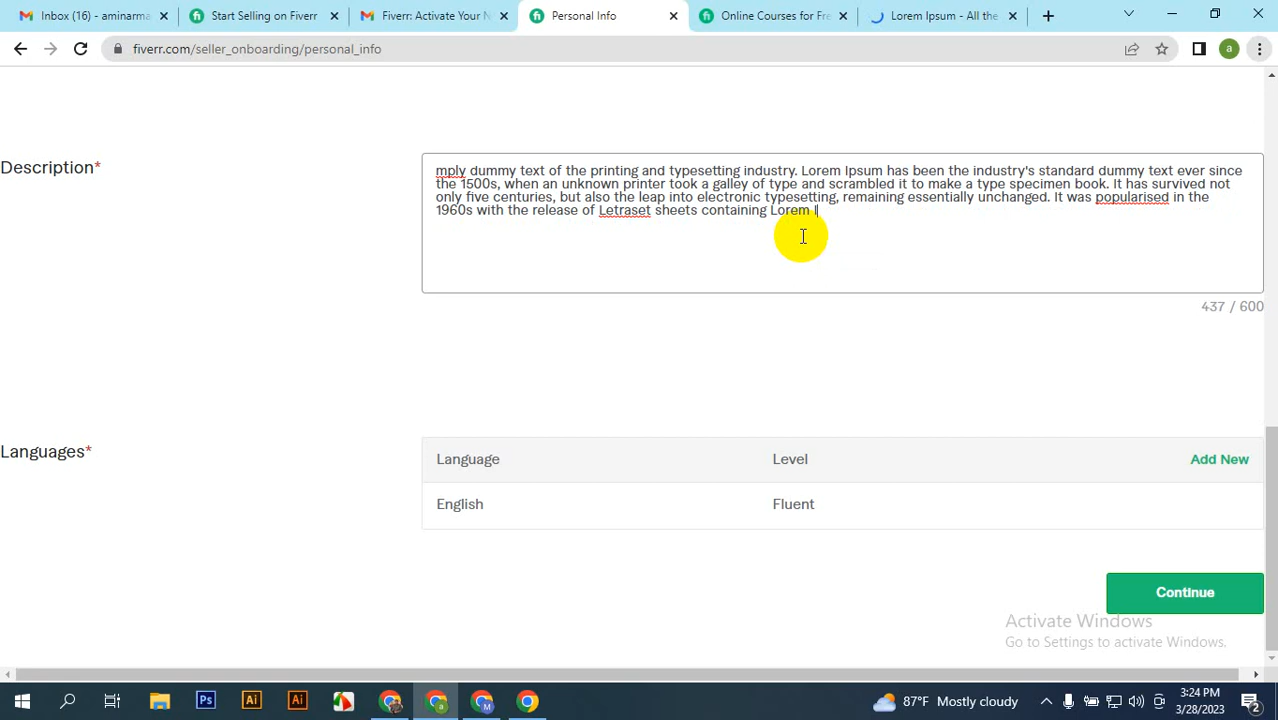 Inbox (16) - aminarma
Start Selling on Fiverr
Fiverr: Activate Your N
Personal Info
Online Courses for Fre
Lorem Ipsum - All the
fiverr.com/seller_onboarding/personal_info
a
Description*
mply dummy text of the printing and typesetting industry. Lorem Ipsum has been the industry's standard dummy text ever since
the 1500s, when an unknown printer took a galley of type and scrambled it to make a type specimen book. It has survived not
only five centuries, but also the leap into electronic typesetting, remaining essentially unchanged. It was popularised in the
1960s with the release of Letraset sheets containing Lorem I
437 / 600
Languages*
Language Level Add New
English Fluent
Continue
Activate Windows
Go to Settings to activate Windows.
Ps Ai Ai a M
87°F Mostly cloudy
3:24 PM
3/28/2023
2